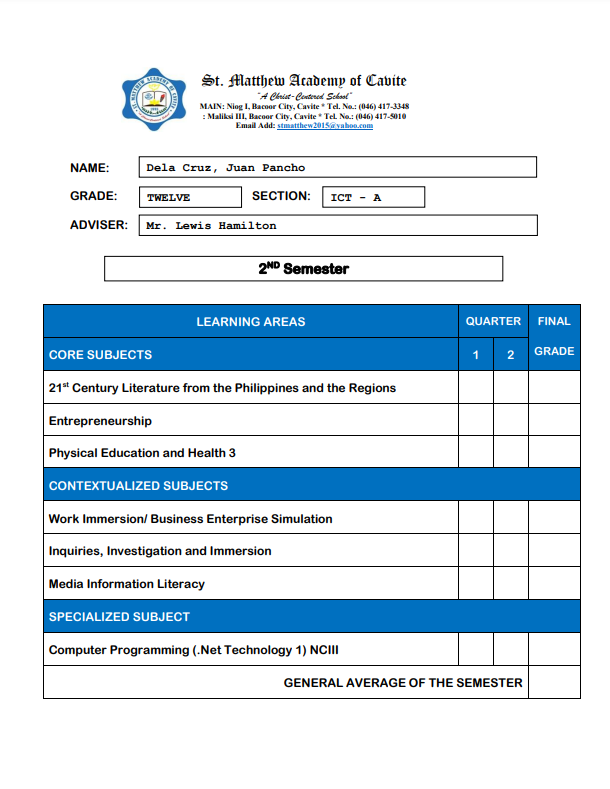 St. Matthew Academy of Cavite
"A Christ-Centered School"
MAIN: Niog I, Bacoor City, Cavite * Tel. No.: (046) 417-3348
: Maliksi III, Bacoor City, Cavite * Tel. No.: (046) 417-5010
Email Add: stmatthew2015@yahoo.com
NAME: Dela Cruz, Juan Pancho
GRADE: TWELVE SECTION: ICT - A
ADVISER: Mr. Lewis Hamilton
2ND Semester
LEARNING AREAS QUARTER FINAL
CORE SUBJECTS 1 2 GRADE
21st Century Literature from the Philippines and the Regions
Entrepreneurship
Physical Education and Health 3
CONTEXTUALIZED SUBJECTS
Work Immersion/ Business Enterprise Simulation
Inquiries, Investigation and Immersion
Media Information Literacy
SPECIALIZED SUBJECT
Computer Programming (.Net Technology 1) NCIII
GENERAL AVERAGE OF THE SEMESTER